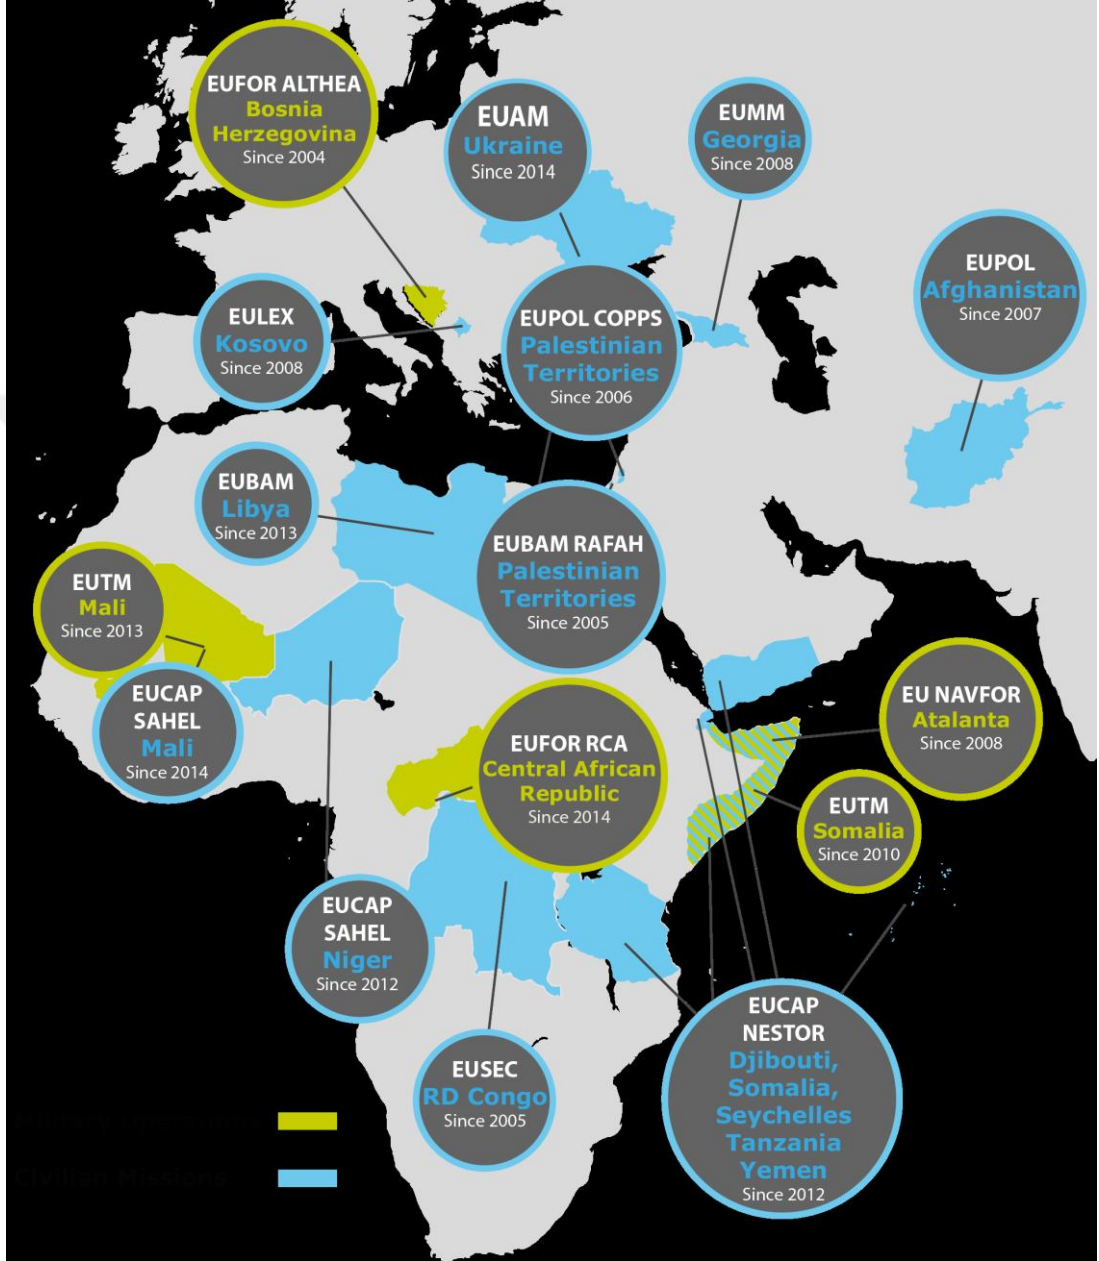 EUFOR ALTHEA
Bosnia
Herzegovina
Since 2004
EUAM
Ukraine
Since 2014
EUMM
Georgia
Since 2008
EUPOL
Afghanistan
Since 2007
EULEX
Kosovo
Since 2008
EUPOL COPPS
Palestinian
Territories
Since 2006
EUBAM
Libya
Since 2013
EUBAM RAFAH
Palestinian
Territories
Since 2005
EUTM
Mali
Since 2013
EUCAP
SAHEL
Mali
Since 2014
EUFOR RCA
Central African
Republic
Since 2014
EU NAVFOR
Atalanta
Since 2008
EUTM
Somalia
Since 2010
EUCAP
SAHEL
Niger
Since 2012
EUSEC
RD Congo
Since 2005
EUCAP
NESTOR
Djibouti,
Somalia,
Seychelles
Tanzania
Yemen
Since 2012
Civilian Missions